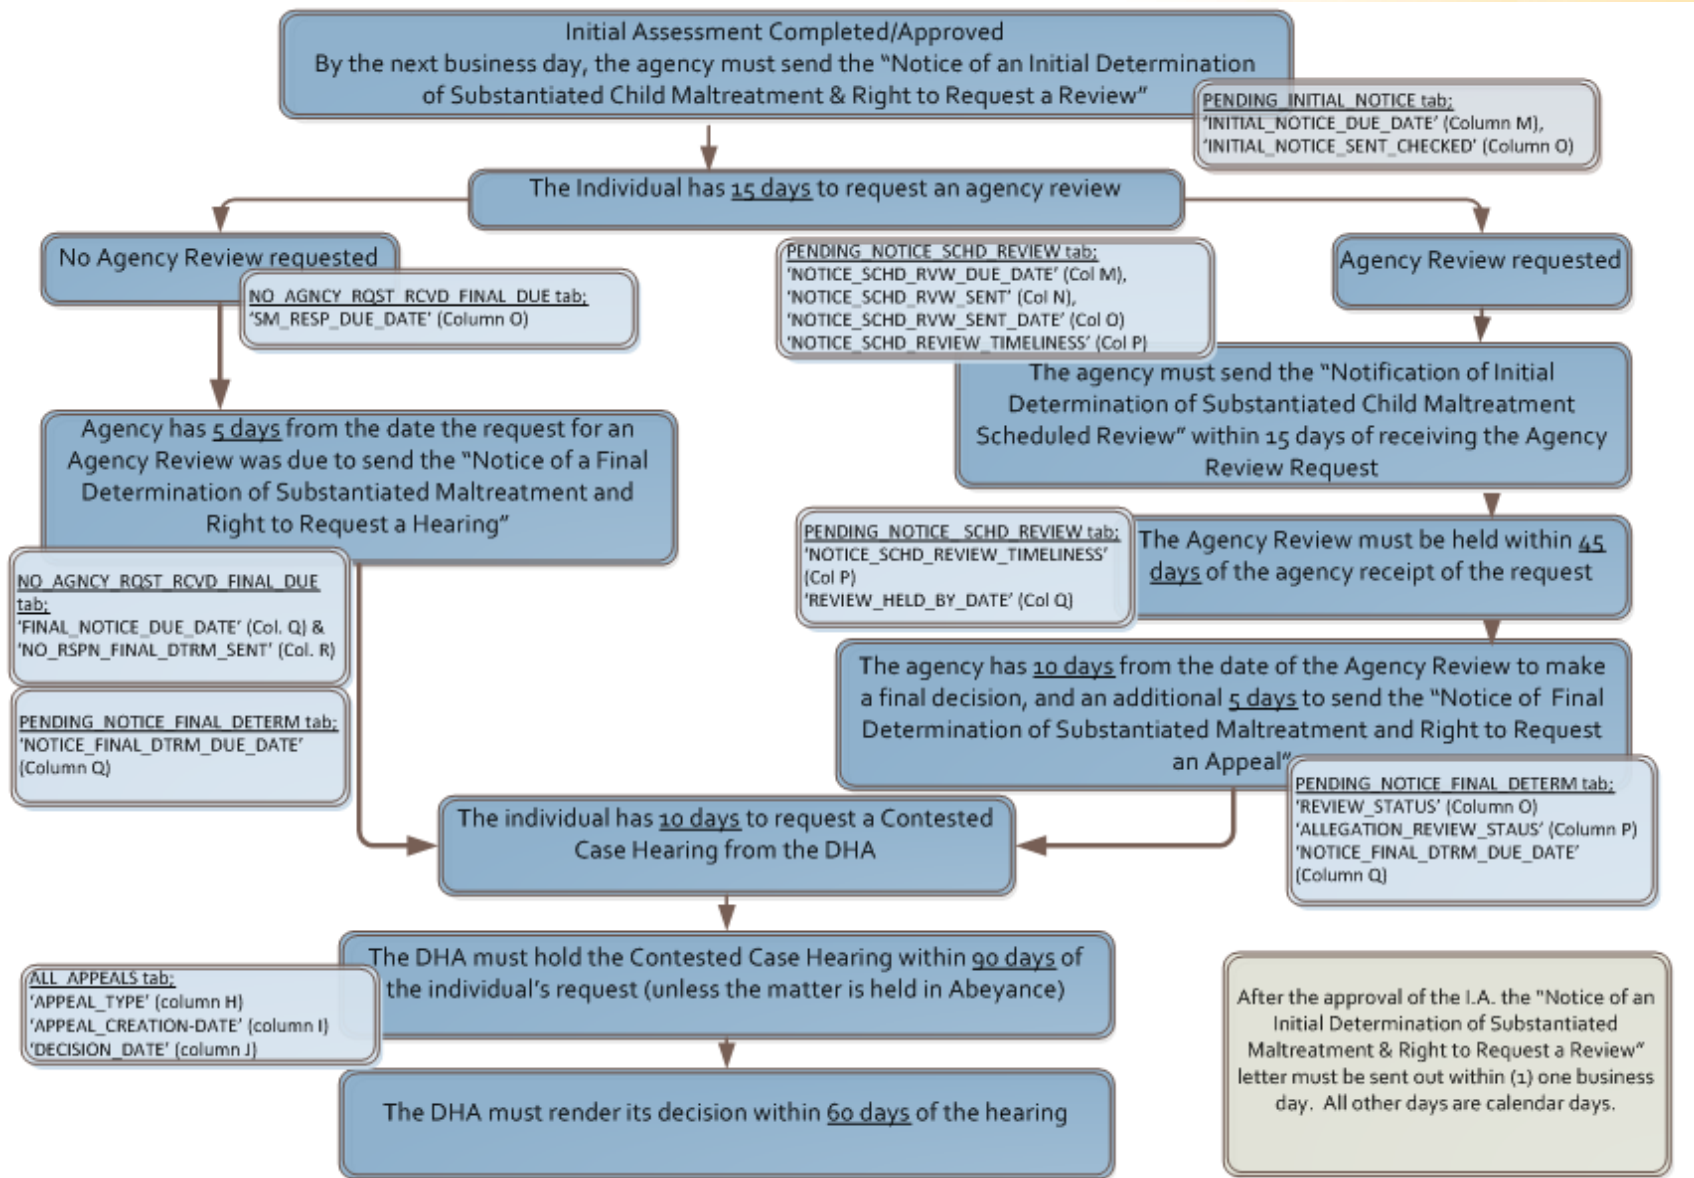 Initial Assessment Completed/Approved
By the next business day, the agency must send the “Notice of an Initial Determination
of Substantiated Child Maltreatment & Right to Request a Review”
PENDING_INITIAL_NOTICE tab;
‘INITIAL_NOTICE_DUE_DATE’ (Column M),
‘INITIAL_NOTICE_SENT_CHECKED’ (Column O)
The Individual has 15 days to request an agency review
No Agency Review requested
NO_AGNCY_RQST_RCVD_FINAL_DUE tab;
‘SM_RESP_DUE_DATE’ (Column O)
PENDING_NOTICE_SCHD_REVIEW tab;
‘NOTICE_SCHD_RVW_DUE_DATE’ (Col M),
‘NOTICE_SCHD_RVW_SENT’ (Col N),
‘NOTICE_SCHD_RVW_SENT_DATE’ (Col O)
‘NOTICE_SCHD_REVIEW_TIMELINESS’ (Col P)
Agency Review requested
The agency must send the “Notification of Initial
Determination of Substantiated Child Maltreatment
Scheduled Review” within 15 days of receiving the Agency
Review Request
Agency has 5 days from the date the request for an
Agency Review was due to send the “Notice of a Final
Determination of Substantiated Maltreatment and
Right to Request a Hearing”
NO_AGNCY_RQST_RCVD_FINAL_DUE
tab;
‘FINAL_NOTICE_DUE_DATE’ (Col. Q) &
‘NO_RSPN_FINAL_DTRM_SENT’ (Col. R)
PENDING_NOTICE_FINAL_DETERM tab;
‘NOTICE_FINAL_DTRM_DUE_DATE’
(Column Q)
PENDING_NOTICE_SCHD_REVIEW tab;
‘NOTICE_SCHD_REVIEW_TIMELINESS’
(Col P)
‘REVIEW_HELD_BY_DATE’ (Col Q)
The Agency Review must be held within 45
days of the agency receipt of the request
The agency has 10 days from the date of the Agency Review to make
a final decision, and an additional 5 days to send the “Notice of Final
Determination of Substantiated Maltreatment and Right to Request
an Appeal”
PENDING_NOTICE_FINAL_DETERM tab;
‘REVIEW_STATUS’ (Column O)
‘ALLEGATION_REVIEW_STAUS’ (Column P)
‘NOTICE_FINAL_DTRM_DUE_DATE’
(Column Q)
The individual has 10 days to request a Contested
Case Hearing from the DHA
The DHA must hold the Contested Case Hearing within 90 days of
the individual’s request (unless the matter is held in Abeyance)
ALL_APPEALS tab;
‘APPEAL_TYPE’ (column H)
‘APPEAL_CREATION-DATE’ (column I)
‘DECISION_DATE’ (column J)
The DHA must render its decision within 60 days of the hearing
After the approval of the I.A. the "Notice of an
Initial Determination of Substantiated
Maltreatment & Right to Request a Review”
letter must be sent out within (1) one business
day. All other days are calendar days.